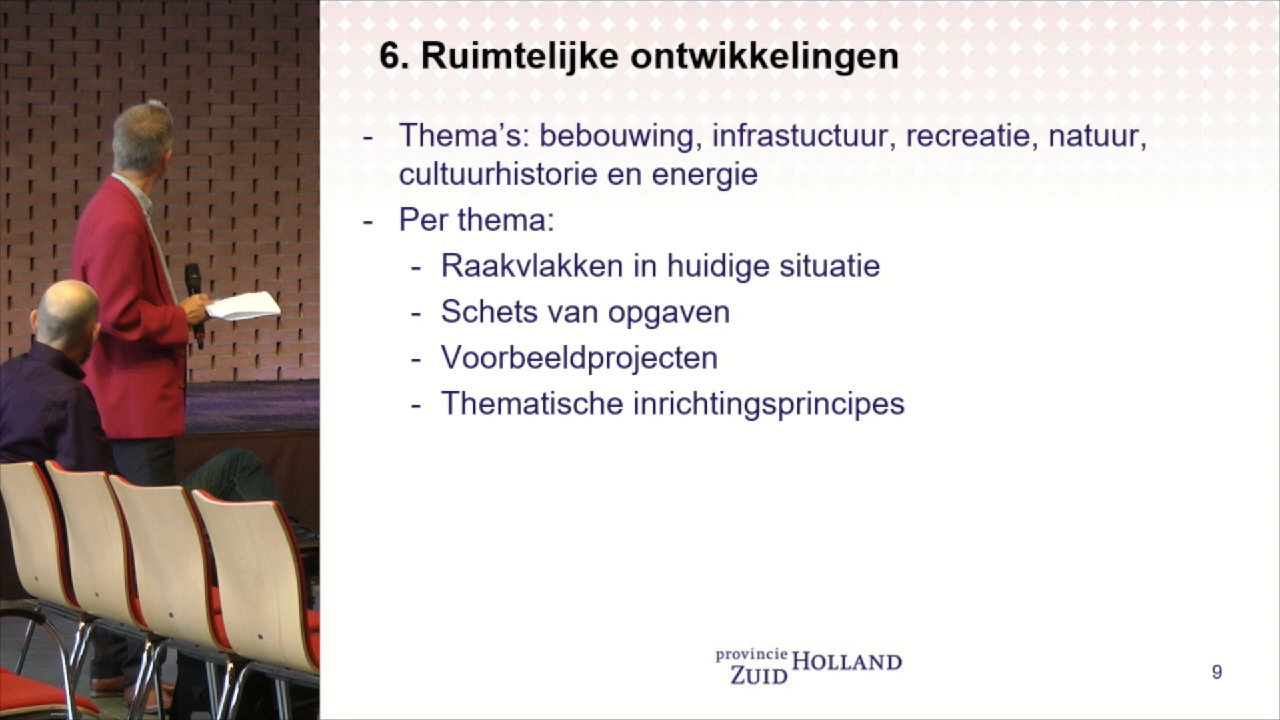 6. Ruimtelijke ontwikkelingen
- Thema's: bebouwing, infrastuctuur, recreatie, natuur,
cultuurhistorie en energie
- Per thema:
- Raakvlakken in huidige situatie
- Schets van opgaven
- Voorbeeldprojecten
- Thematische inrichtingsprincipes
provincie
ZUID HOLLAND
9